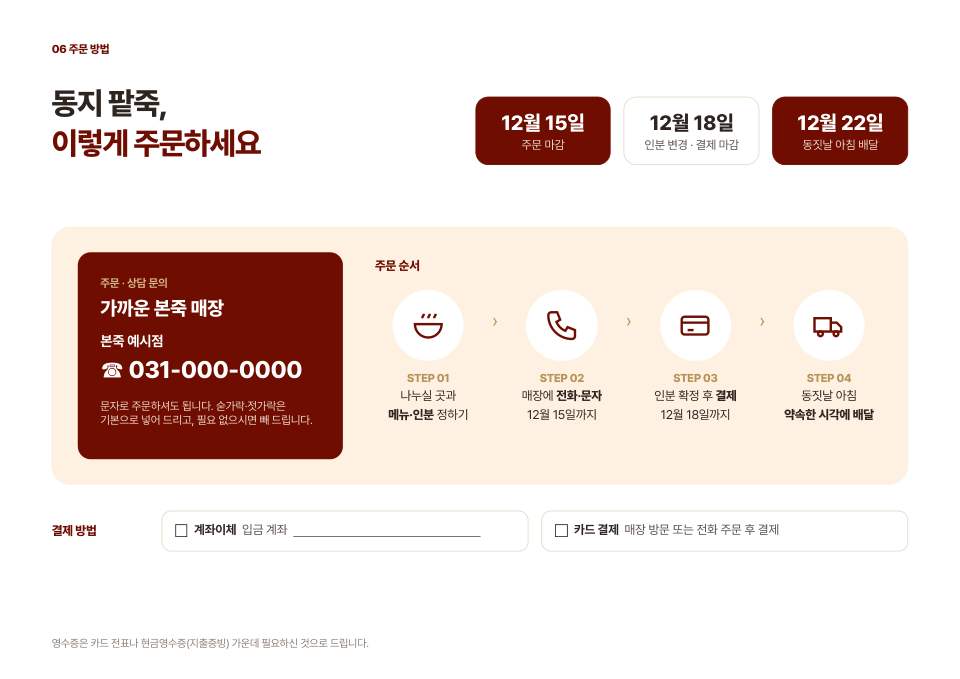 06 주문 방법
동지 팥죽,
이렇게 주문하세요
12월 15일
주문 마감
12월 18일
인분 변경 · 결제 마감
12월 22일
동짓날 아침 배달
주문 · 상담 문의
가까운 본죽 매장
본죽 예시점
☎ 031-000-0000
문자로 주문하셔도 됩니다. 숟가락·젓가락은
기본으로 넣어 드리고, 필요 없으시면 빼 드립니다.
주문 순서
STEP 01
나누실 곳과
메뉴·인분 정하기
›
STEP 02
매장에 전화·문자
12월 15일까지
›
STEP 03
인분 확정 후 결제
12월 18일까지
›
STEP 04
동짓날 아침
약속한 시각에 배달
결제 방법
□ 계좌이체 입금 계좌 ______________________________
□ 카드 결제 매장 방문 또는 전화 주문 후 결제
영수증은 카드 전표나 현금영수증(지출증빙) 가운데 필요하신 것으로 드립니다.